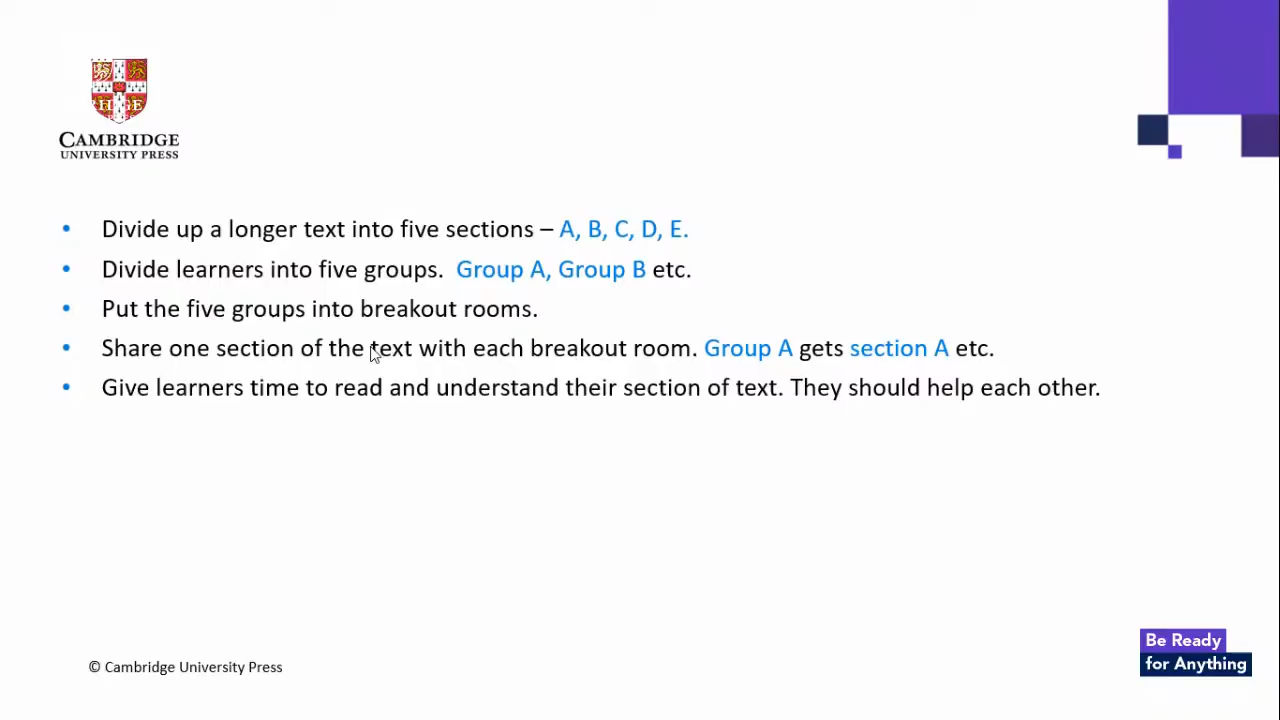 CAMBRIDGE
UNIVERSITY PRESS
• Divide up a longer text into five sections – A, B, C, D, E.
• Divide learners into five groups.  Group A, Group B etc.
• Put the five groups into breakout rooms.
• Share one section of the text with each breakout room. Group A gets section A etc.
• Give learners time to read and understand their section of text. They should help each other.
© Cambridge University Press
Be Ready
for Anything